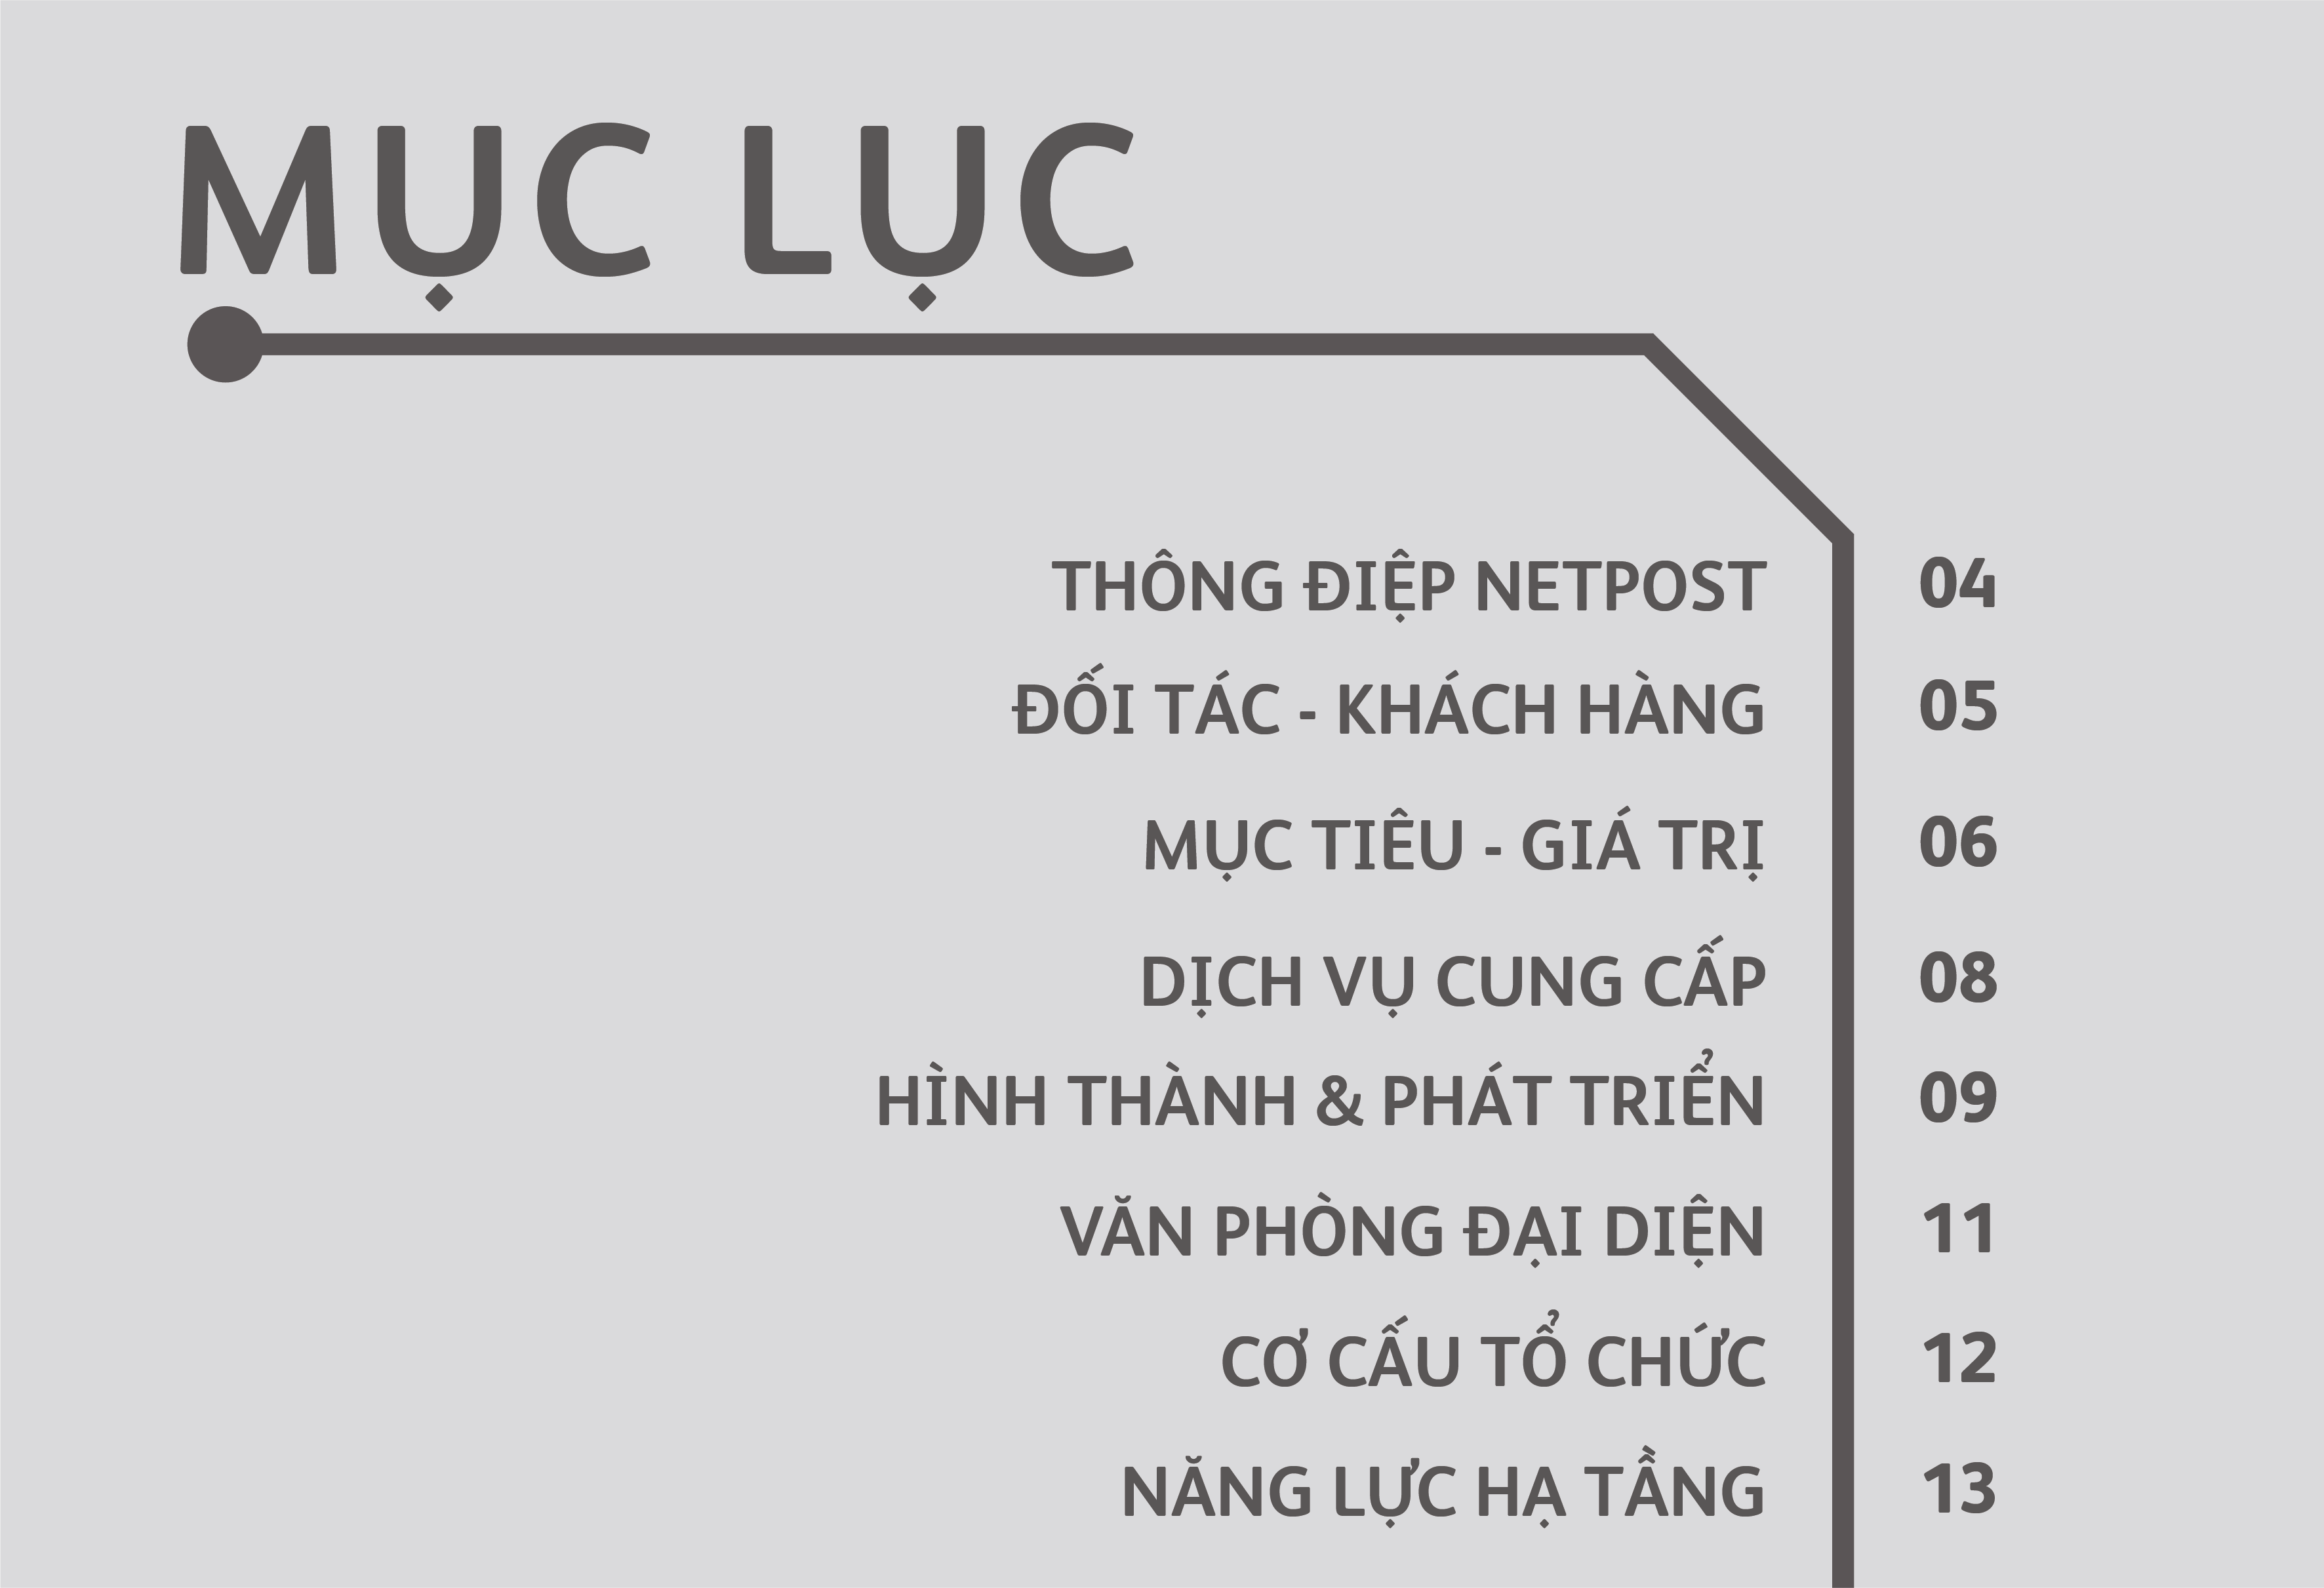 MỤC LỤC
THÔNG ĐIỆP NETPOST 04
ĐỐI TÁC - KHÁCH HÀNG 05
MỤC TIÊU - GIÁ TRỊ 06
DỊCH VỤ CUNG CẤP 08
HÌNH THÀNH & PHÁT TRIỂN 09
VĂN PHÒNG ĐẠI DIỆN 11
CƠ CẤU TỔ CHỨC 12
NĂNG LỰC HẠ TẦNG 13